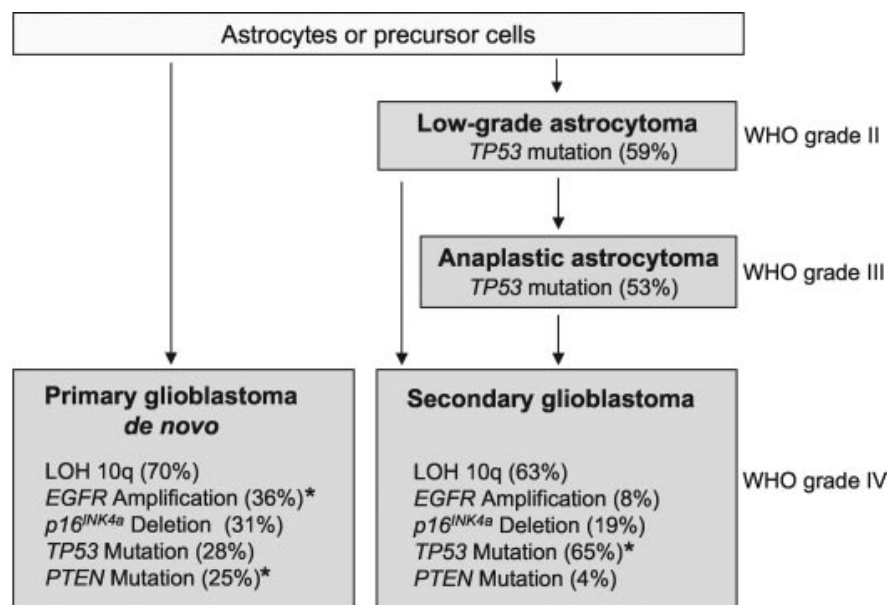 Astrocytes or precursor cells
Low-grade astrocytoma
TP53 mutation (59%)
WHO grade II
Anaplastic astrocytoma
TP53 mutation (53%)
WHO grade III
Primary glioblastoma
de novo
LOH 10q (70%)
EGFR Amplification (36%)*
p16INK4a Deletion (31%)
TP53 Mutation (28%)
PTEN Mutation (25%)*
Secondary glioblastoma
LOH 10q (63%)
EGFR Amplification (8%)
p16INK4a Deletion (19%)
TP53 Mutation (65%)*
PTEN Mutation (4%)
WHO grade IV